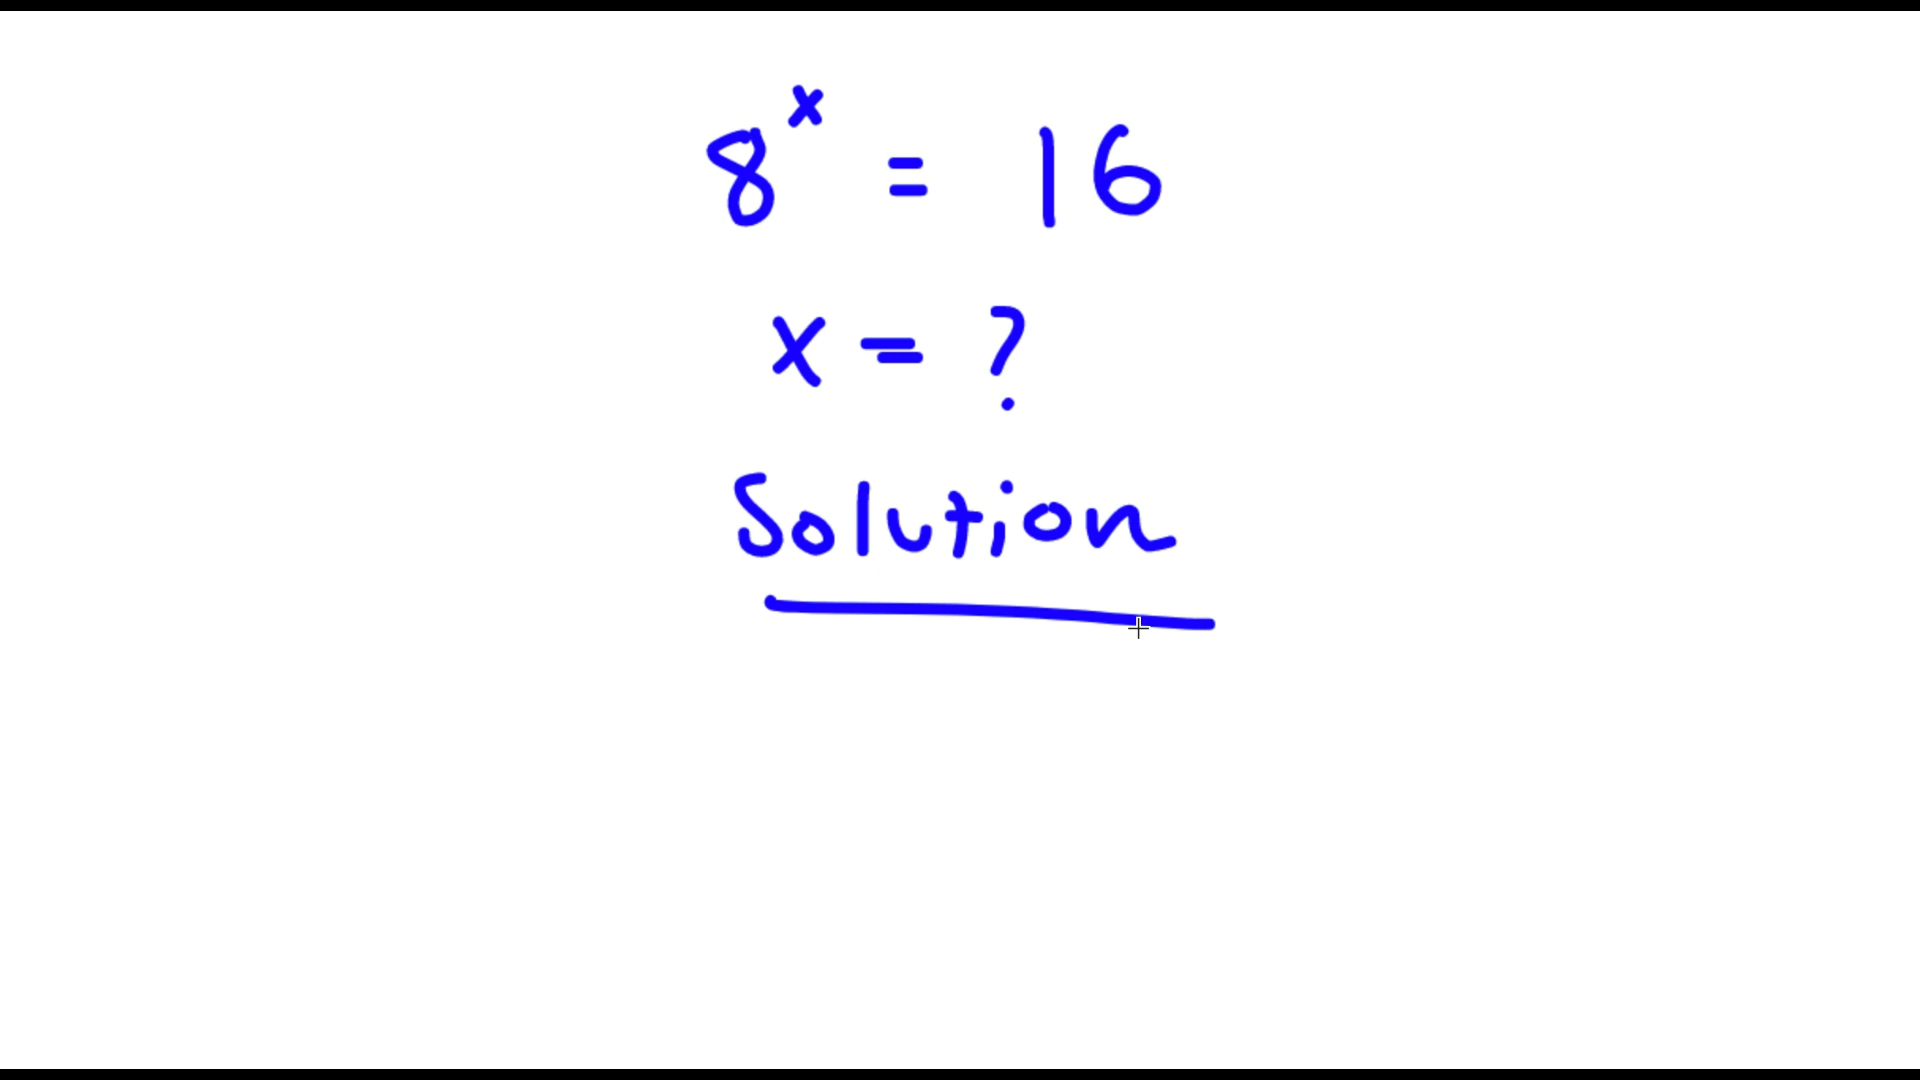 8^x = 16
x = ?
Solution